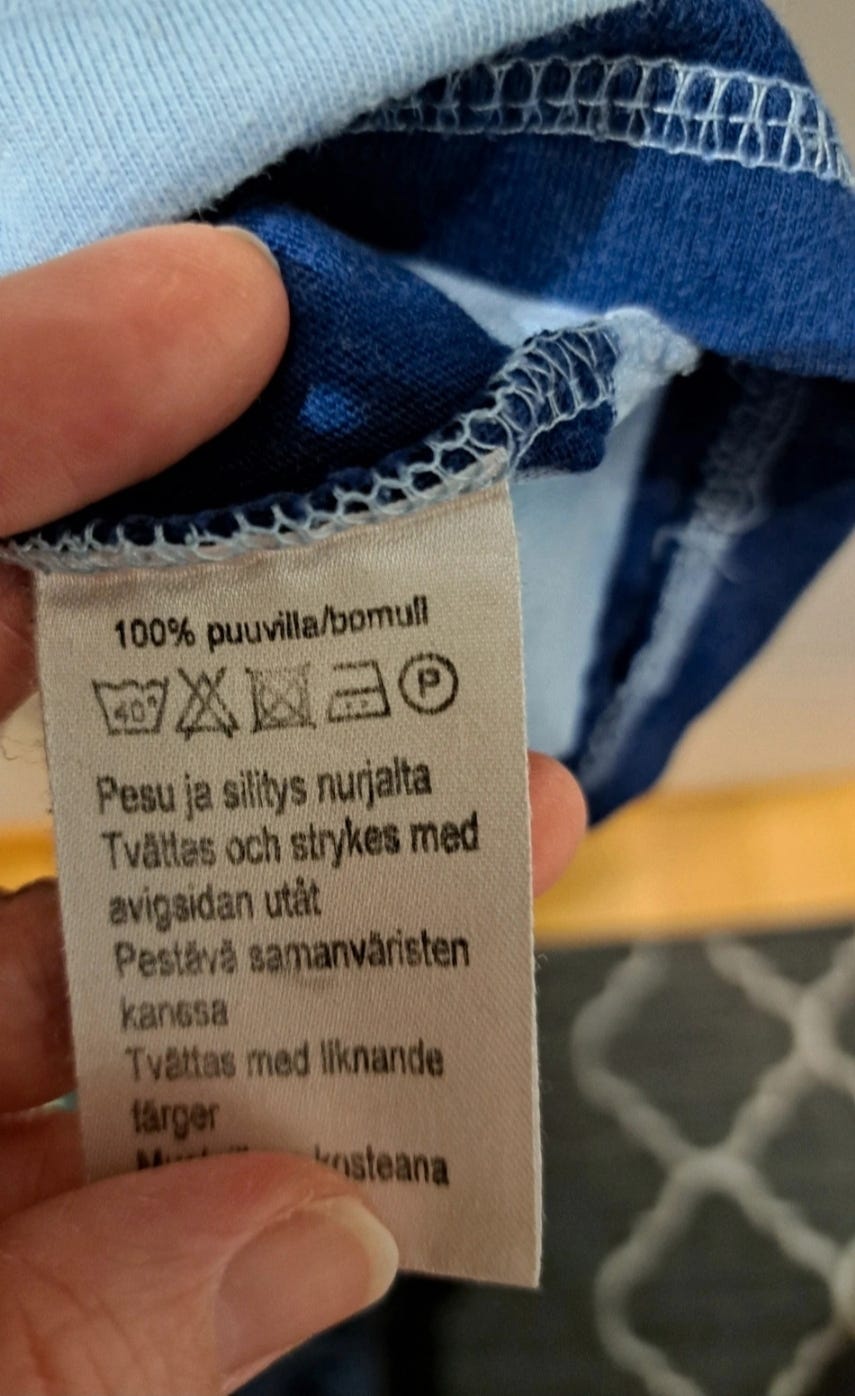 100% puuvilla/bomull
40° P
Pesu ja silitys nurjalta
Tvättas och strykes med
avigsidan utåt
Pestävä samanväristen
kanssa
Tvättas med liknande
färger
kosteana